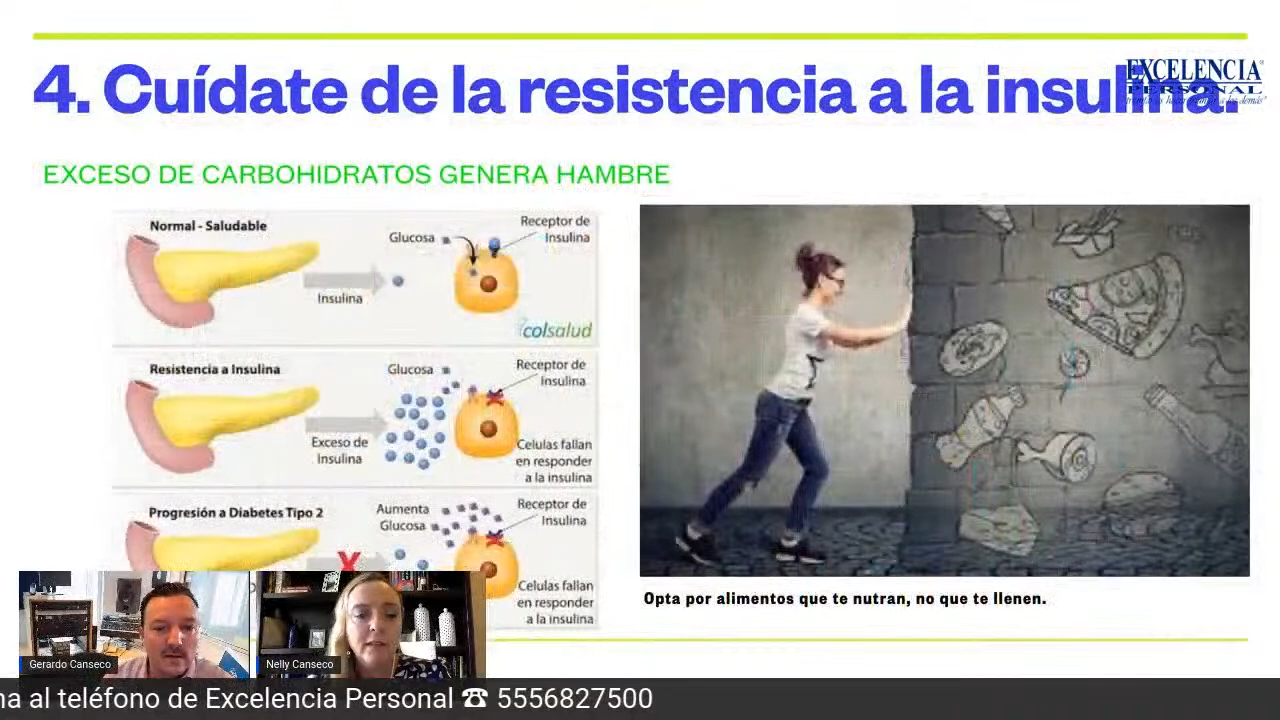 4. Cuídate de la resistencia a la insulina.
EXCELENCIA
PERSONAL
EXCESO DE CARBOHIDRATOS GENERA HAMBRE
Normal - Saludable
Glucosa
Receptor de
Insulina
Insulina
colsalud
Resistencia a Insulina
Glucosa
Receptor de
Insulina
Exceso de
Insulina
Celulas fallan
en responder
a la insulina
Progresión a Diabetes Tipo 2
Aumenta
Glucosa
Receptor de
Insulina
X
Celulas fallan
en responder
a la insulina
Opta por alimentos que te nutran, no que te llenen.
Gerardo Canseco
Nelly Canseco
al teléfono de Excelencia Personal ☎ 5556827500